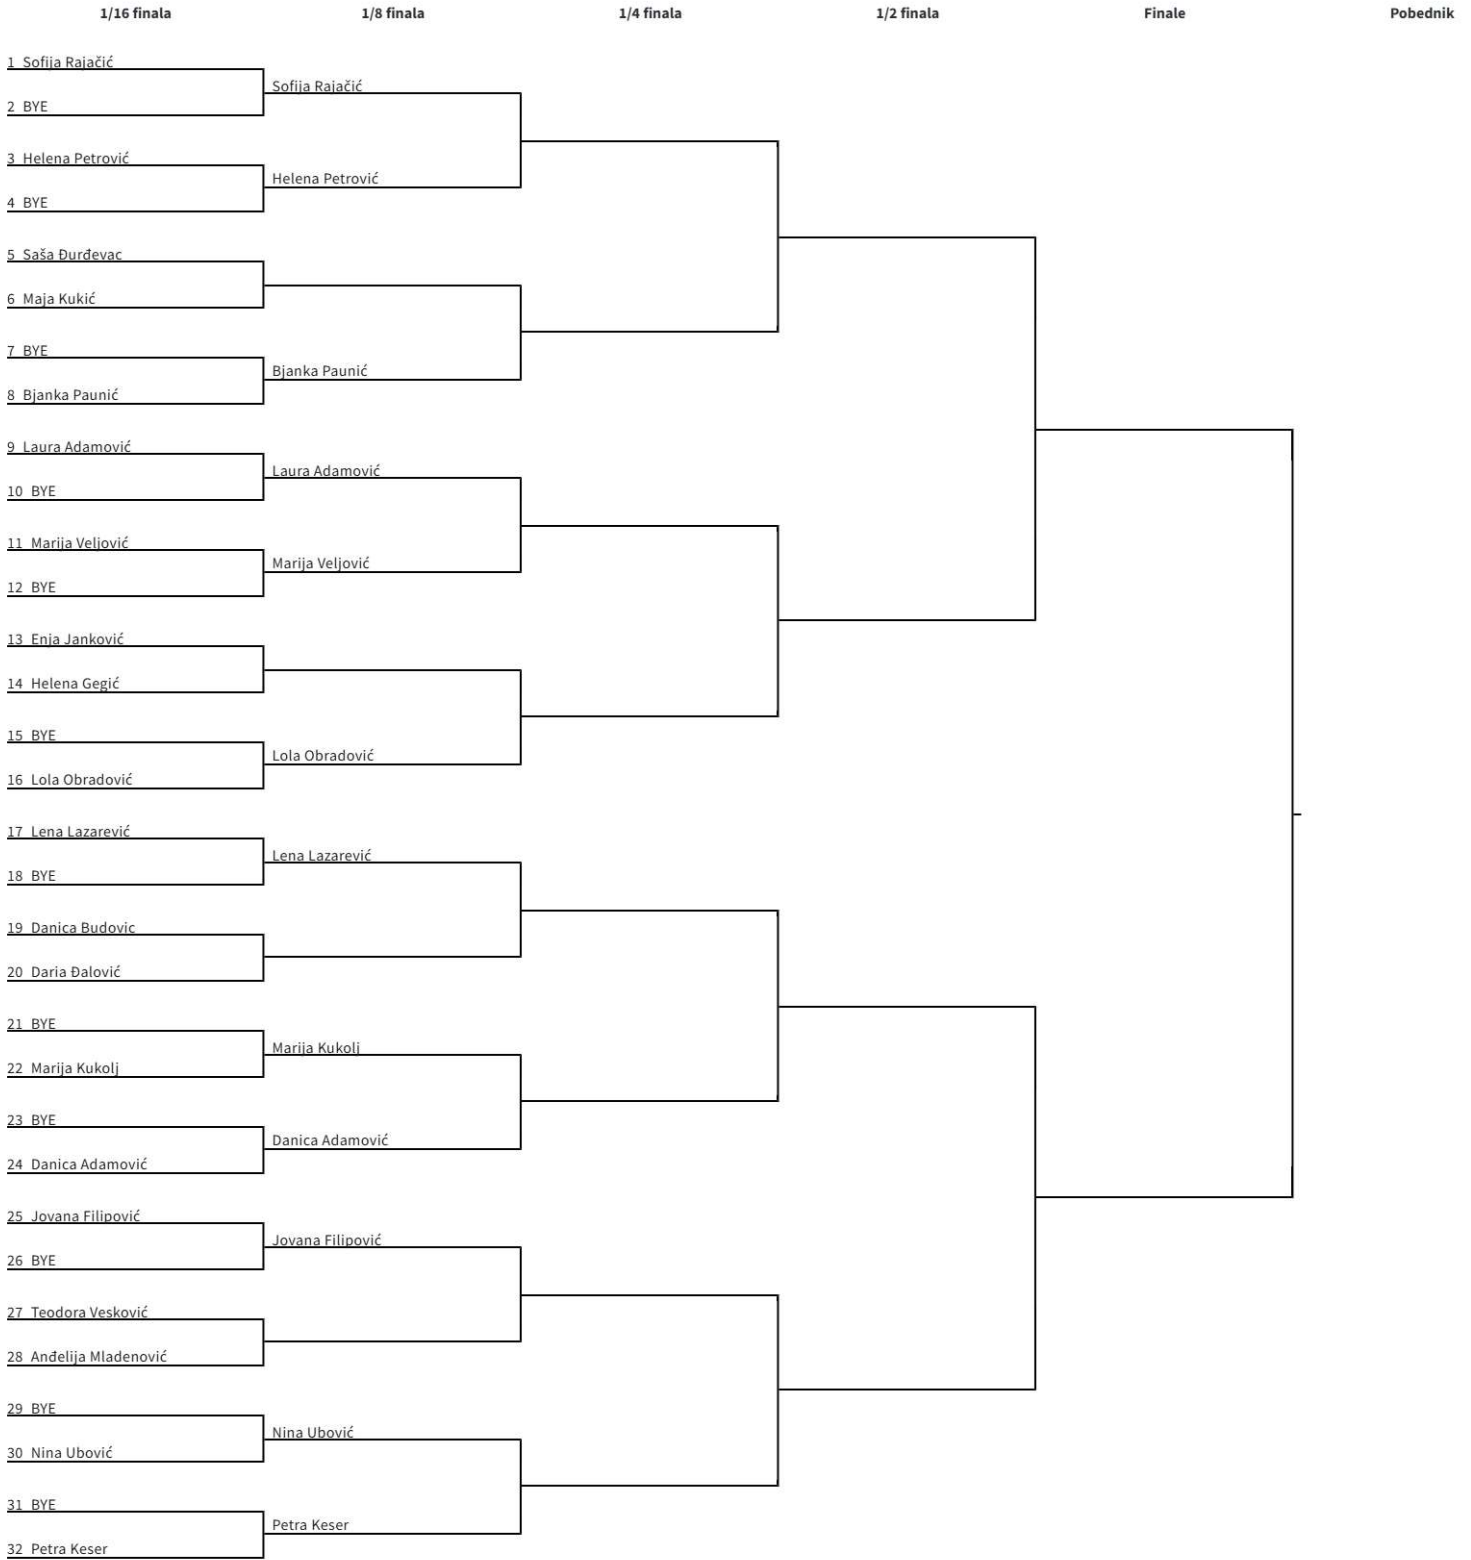 1/16 finala 1/8 finala 1/4 finala 1/2 finala Finale Pobednik
1 Sofija Rajačić
Sofija Rajačić
2 BYE
3 Helena Petrović
Helena Petrović
4 BYE
5 Saša Đurđevac
6 Maja Kukić
7 BYE
Bjanka Paunić
8 Bjanka Paunić
9 Laura Adamović
Laura Adamović
10 BYE
11 Marija Veljović
Marija Veljović
12 BYE
13 Enja Janković
14 Helena Gegić
15 BYE
Lola Obradović
16 Lola Obradović
17 Lena Lazarević
Lena Lazarević
18 BYE
19 Danica Budovic
20 Daria Đalović
21 BYE
Marija Kukolj
22 Marija Kukolj
23 BYE
Danica Adamović
24 Danica Adamović
25 Jovana Filipović
Jovana Filipović
26 BYE
27 Teodora Vesković
28 Anđelija Mladenović
29 BYE
Nina Ubović
30 Nina Ubović
31 BYE
Petra Keser
32 Petra Keser